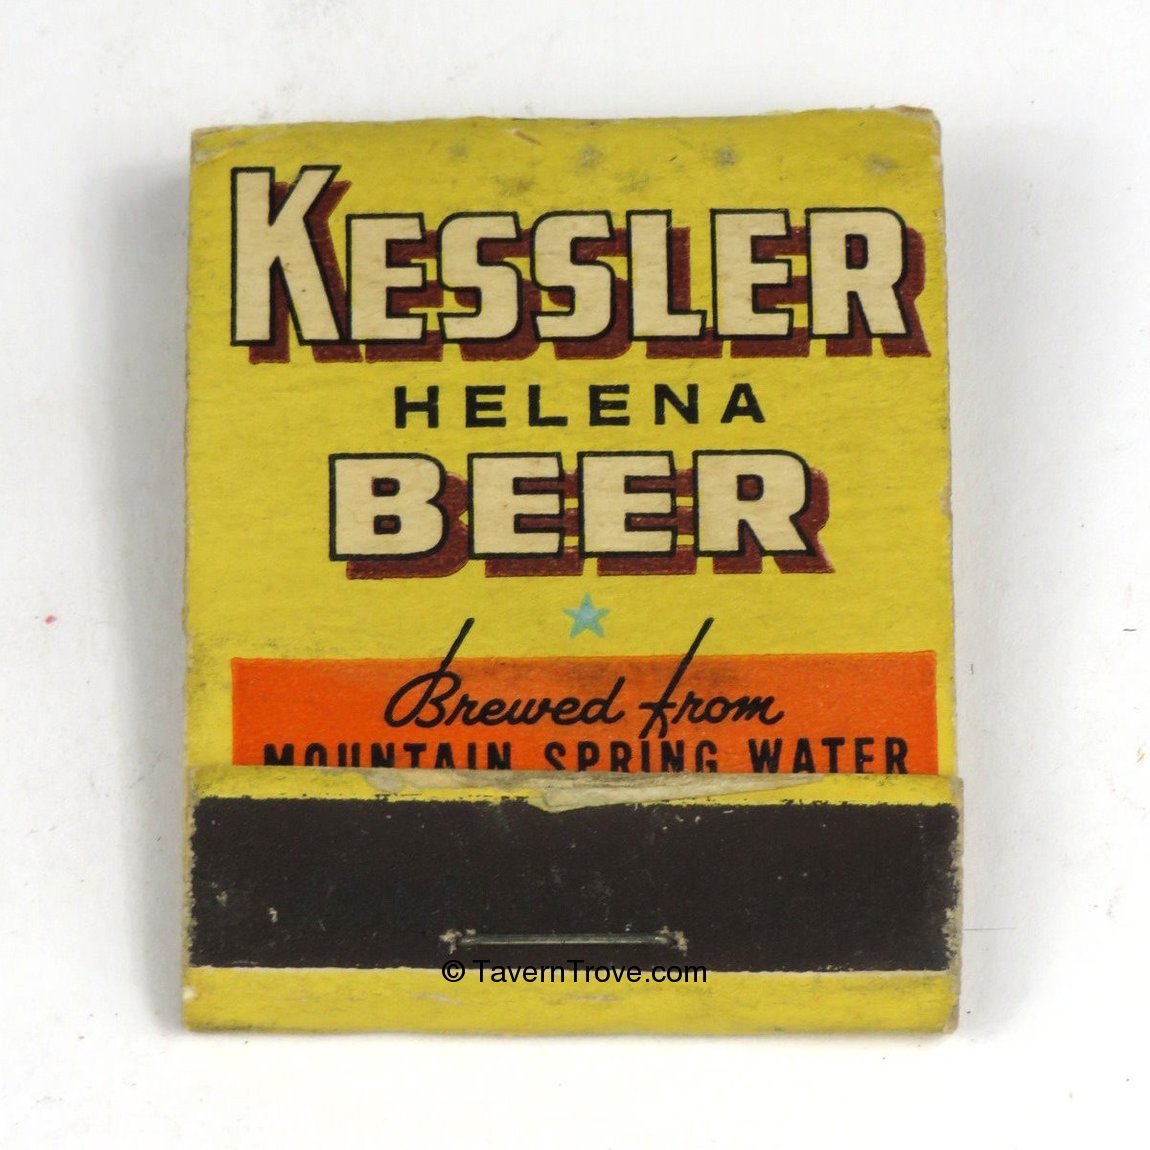 KESSLER
HELENA
BEER
Brewed from
MOUNTAIN SPRING WATER
© TavernTrove.com